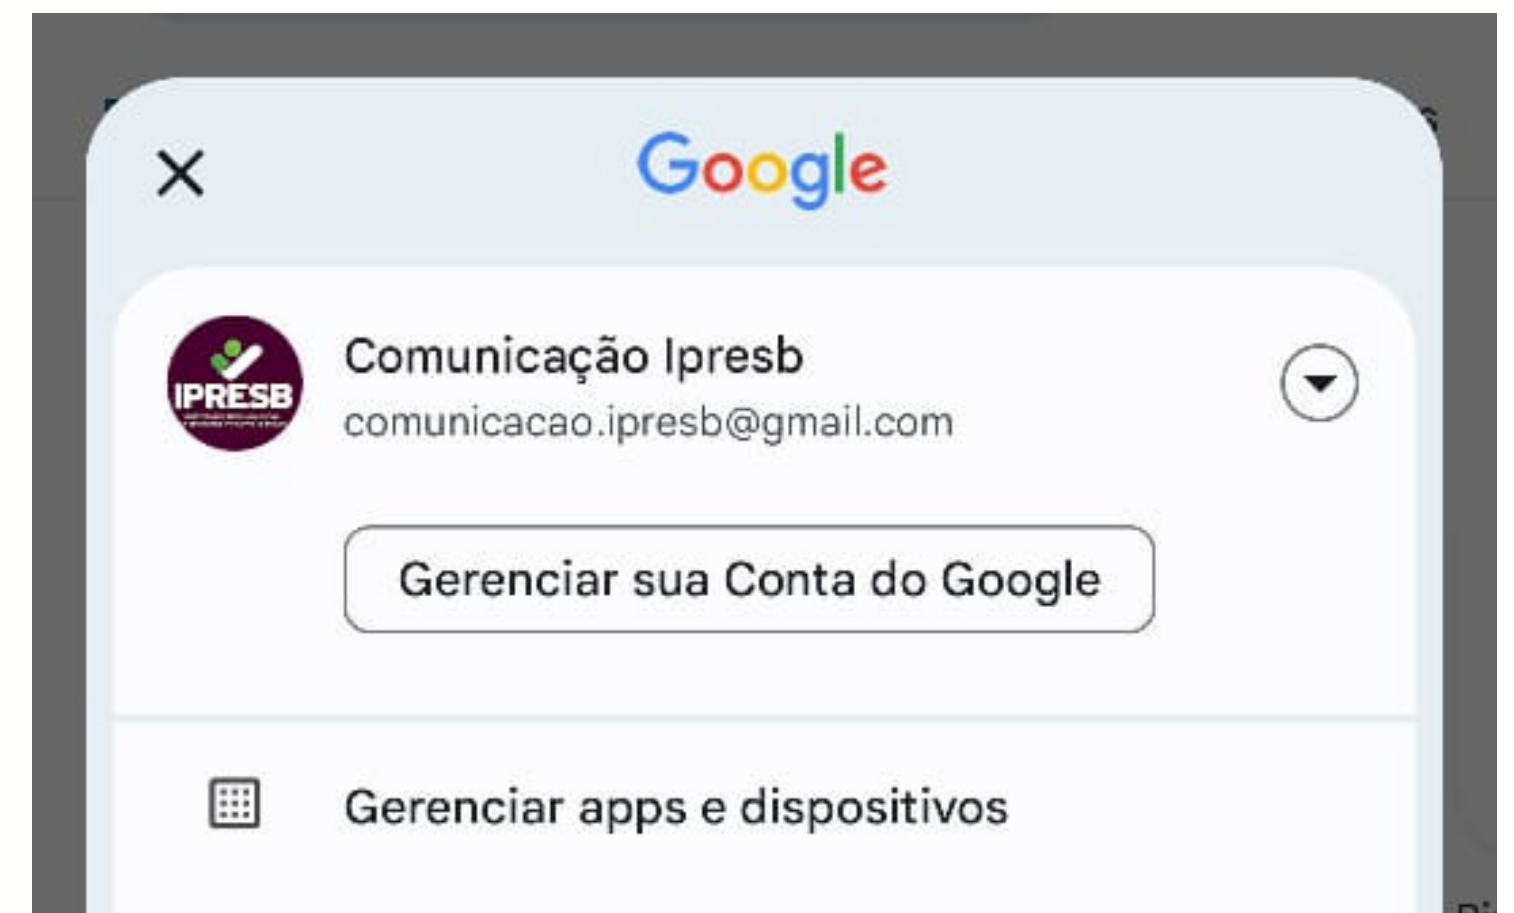 Google
IPRESB
Comunicação Ipresb
comunicacao.ipresb@gmail.com
Gerenciar sua Conta do Google
Gerenciar apps e dispositivos